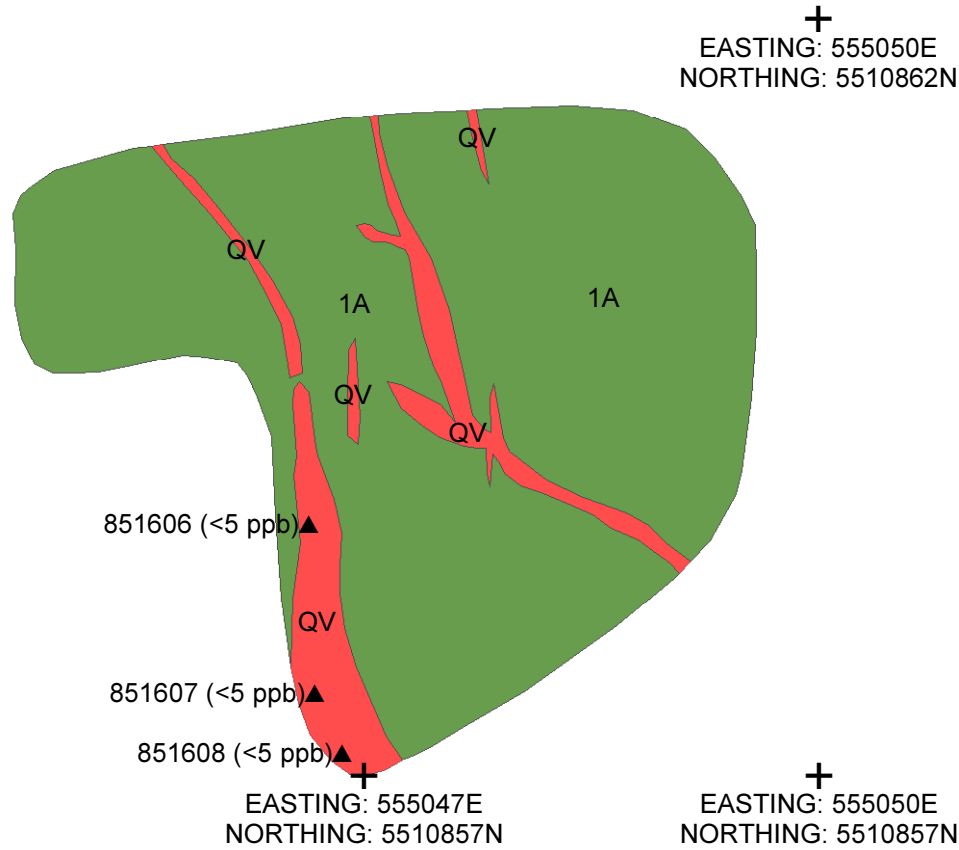 EASTING: 555050E
NORTHING: 5510862N
QV
QV
1A
1A
QV
QV
851606 (<5 ppb)
QV
851607 (<5 ppb)
851608 (<5 ppb)
EASTING: 555047E
NORTHING: 5510857N
EASTING: 555050E
NORTHING: 5510857N